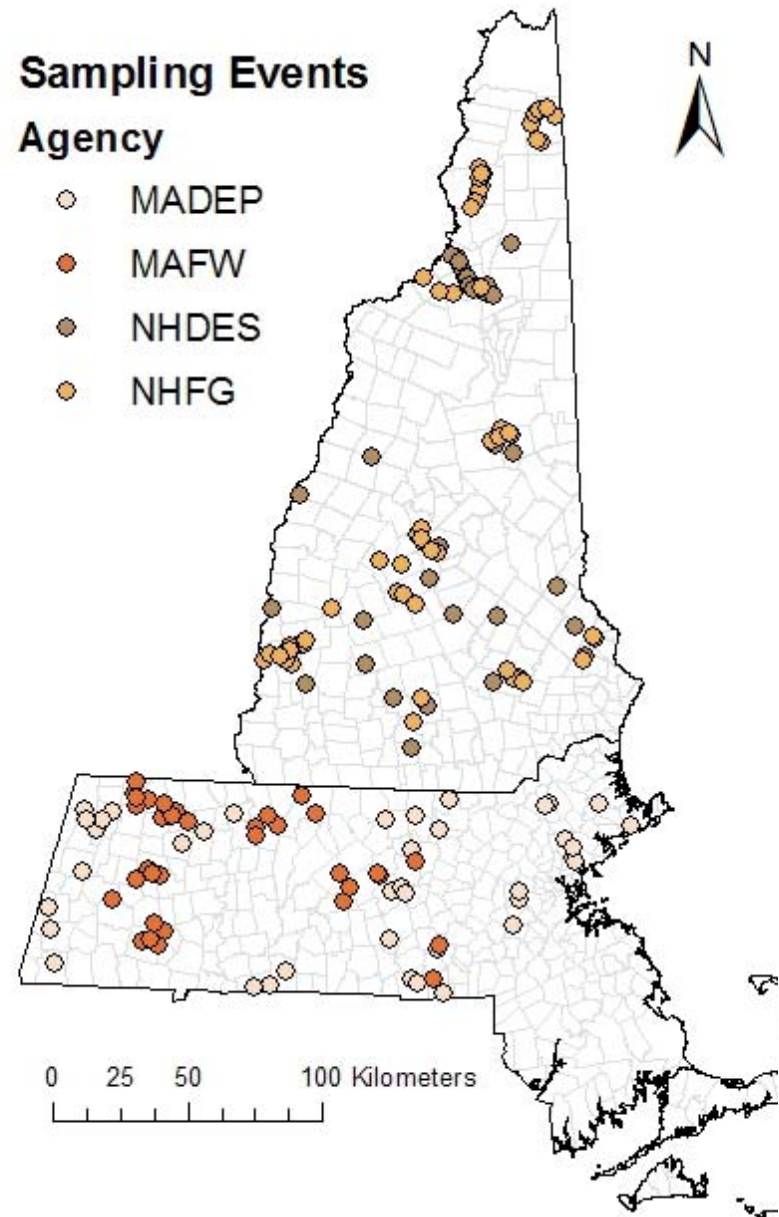 Sampling Events
Agency
MADEP
MAFW
NHDES
NHFG
N
0 25 50 100 Kilometers